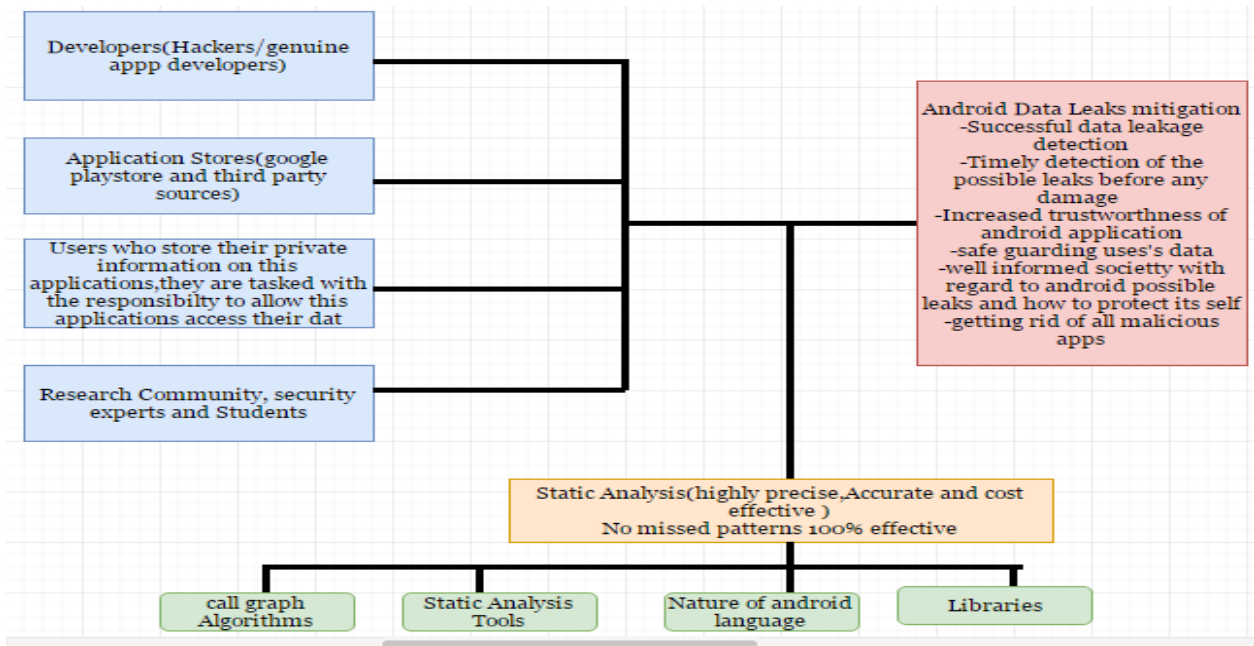 Developers(Hackers/genuine
appp developers)
Application Stores(google
playstore and third party
sources)
Users who store their private
information on this
applications,they are tasked with
the responsibilty to allow this
applications access their dat
Research Community, security
experts and Students
Android Data Leaks mitigation
-Successful data leakage
detection
-Timely detection of the
possible leaks before any
damage
-Increased trustworthness of
android application
-safe guarding uses's data
-well informed societty with
regard to android possible
leaks and how to protect its self
-getting rid of all malicious
apps
Static Analysis(highly precise,Accurate and cost
effective )
No missed patterns 100% effective
call graph
Algorithms
Static Analysis
Tools
Nature of android
language
Libraries